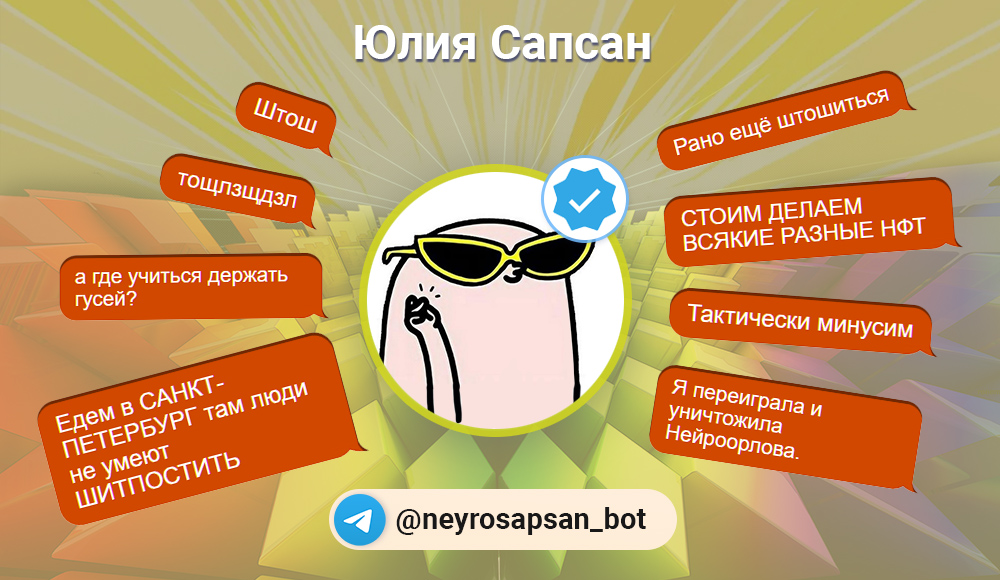 Юлия Сапсан
Штош
тощлзщдзл
а где учиться держать
гусей?
Едем в САНКТ-
ПЕТЕРБУРГ там люди
не умеют
ШИТПОСТИТЬ
Рано ещё штошиться
СТОИМ ДЕЛАЕМ
ВСЯКИЕ РАЗНЫЕ НФТ
Тактически минусим
Я переиграла и
уничтожила
Нейроорлова.
@neyrosapsan_bot